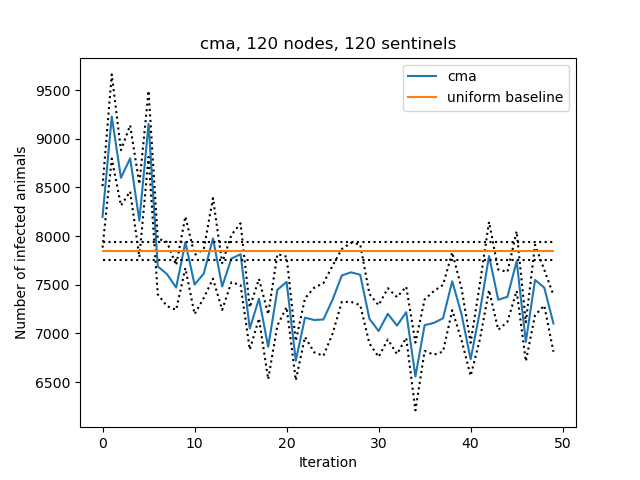 cma, 120 nodes, 120 sentinels
cma
uniform baseline
Number of infected animals
9500
9000
8500
8000
7500
7000
6500
0 10 20 30 40 50
Iteration